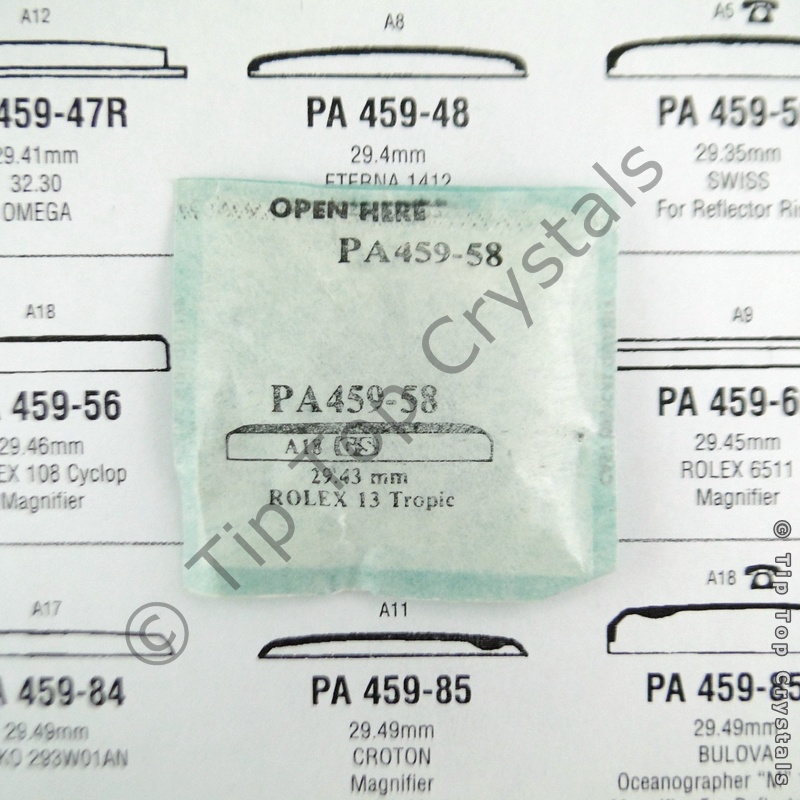 A12
459-47R
29.41mm
32.30
OMEGA
A8
PA 459-48
29.4mm
ETERNA 1412
A5
PA 459-5
29.35mm
SWISS
For Reflector Ri
OPEN HERE
PA459-58
PA459-58
A18 GS
29.43 mm
ROLEX 13 Tropic
A18
459-56
29.46mm
EX 108 Cyclop
Magnifier
A9
PA 459-6
29.45mm
ROLEX 6511
Magnifier
A17
A 459-84
29.49mm
KO 293W01AN
A11
PA 459-85
29.49mm
CROTON
Magnifier
A18
PA 459-85
29.49mm
BULOVA
Oceanographer "M"
© Tip Top Crystals
© Tip Top Crystals